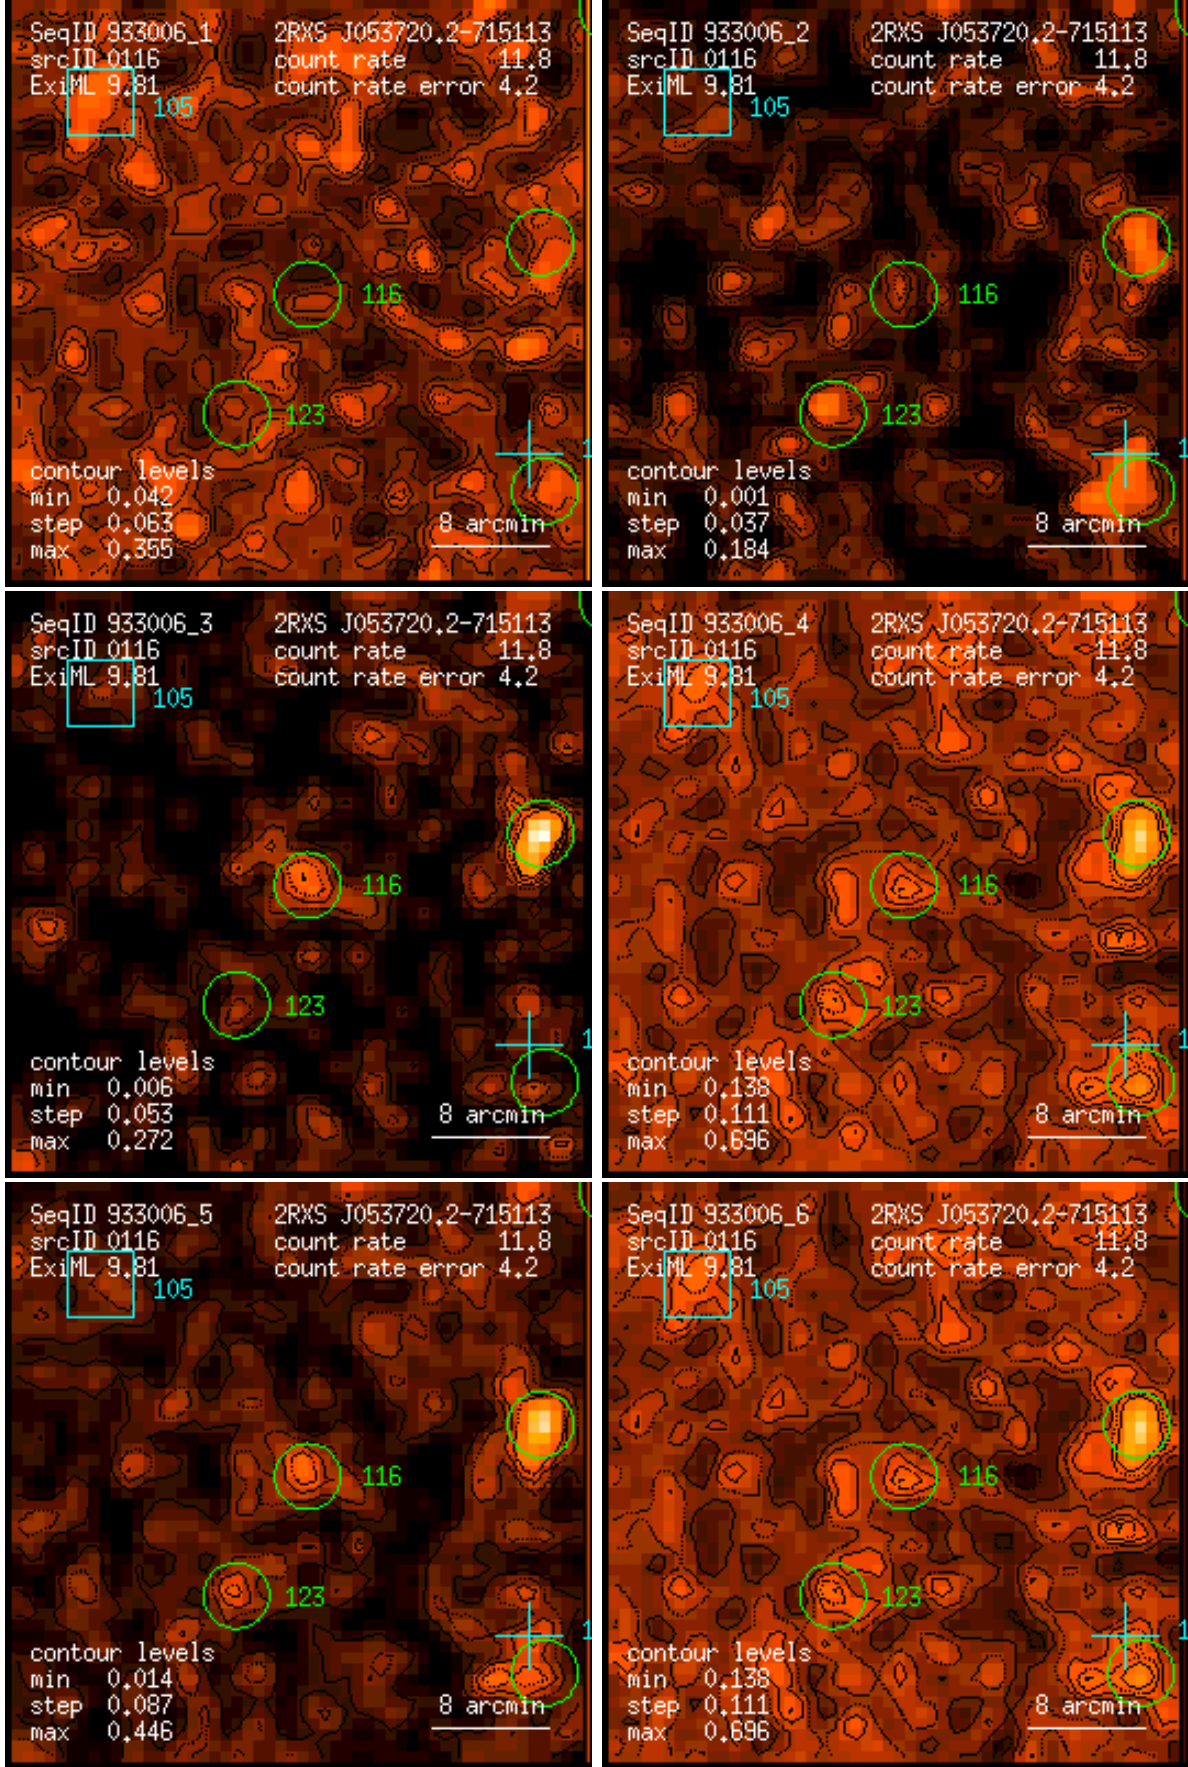 SeqID 933006_1 2RXS J053720.2-715113
srcID 0116 count rate 11.8
ExiML 9.81 count rate error 4.2
105
116
123
1
contour levels
min 0.042
step 0.063 8 arcmin
max 0.355
SeqID 933006_2 2RXS J053720.2-715113
srcID 0116 count rate 11.8
ExiML 9.81 count rate error 4.2
105
116
123
1
contour levels
min 0.001
step 0.037 8 arcmin
max 0.184
SeqID 933006_3 2RXS J053720.2-715113
srcID 0116 count rate 11.8
ExiML 9.81 count rate error 4.2
105
116
123
1
contour levels
min 0.006
step 0.053 8 arcmin
max 0.272
SeqID 933006_4 2RXS J053720.2-715113
srcID 0116 count rate 11.8
ExiML 9.81 count rate error 4.2
105
116
123
1
contour levels
min 0.138
step 0.111 8 arcmin
max 0.696
SeqID 933006_5 2RXS J053720.2-715113
srcID 0116 count rate 11.8
ExiML 9.81 count rate error 4.2
105
116
123
1
contour levels
min 0.014
step 0.087 8 arcmin
max 0.446
SeqID 933006_6 2RXS J053720.2-715113
srcID 0116 count rate 11.8
ExiML 9.81 count rate error 4.2
105
116
123
1
contour levels
min 0.138
step 0.111 8 arcmin
max 0.696